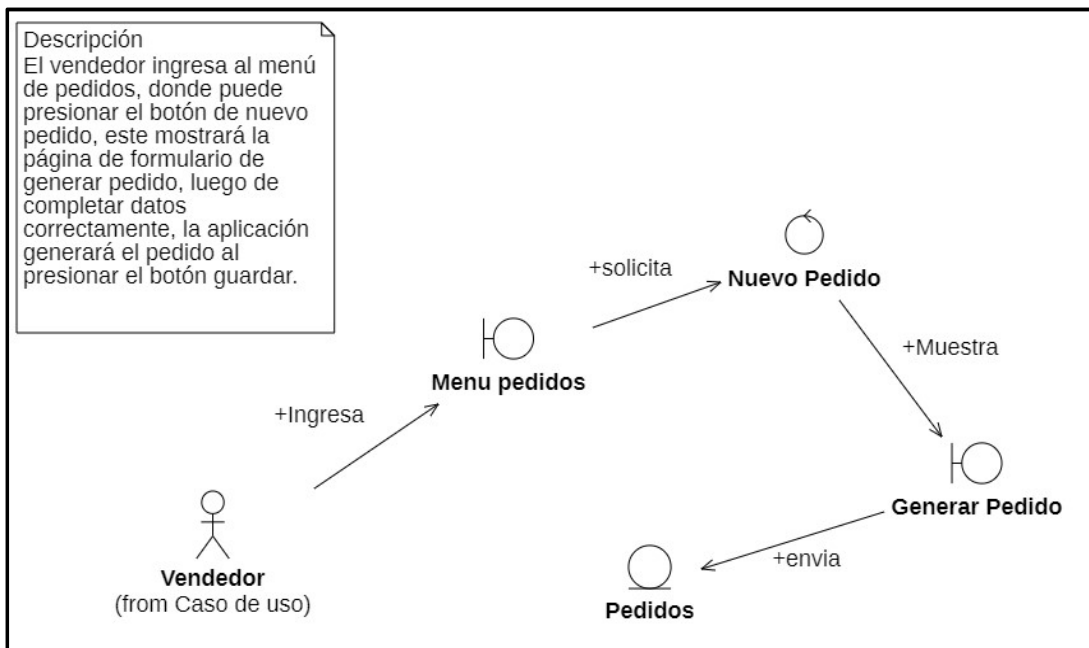 Descripción
El vendedor ingresa al menú
de pedidos, donde puede
presionar el botón de nuevo
pedido, este mostrará la
página de formulario de
generar pedido, luego de
completar datos
correctamente, la aplicación
generará el pedido al
presionar el botón guardar.
+solicita
Nuevo Pedido
+Muestra
Menu pedidos
+Ingresa
Generar Pedido
+envia
Vendedor
(from Caso de uso)
Pedidos